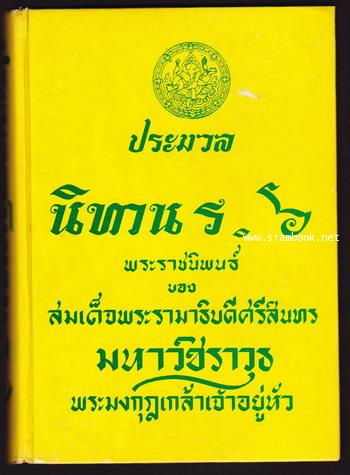 ประมวล
นิทาน ร.๖
www.siambook.net
พระราชนิพนธ์
ของ
สมเด็จพระรามาธิบดีศรีสินทร
มหาวชิราวุธ
พระมงกุฎเกล้าเจ้าอยู่หัว